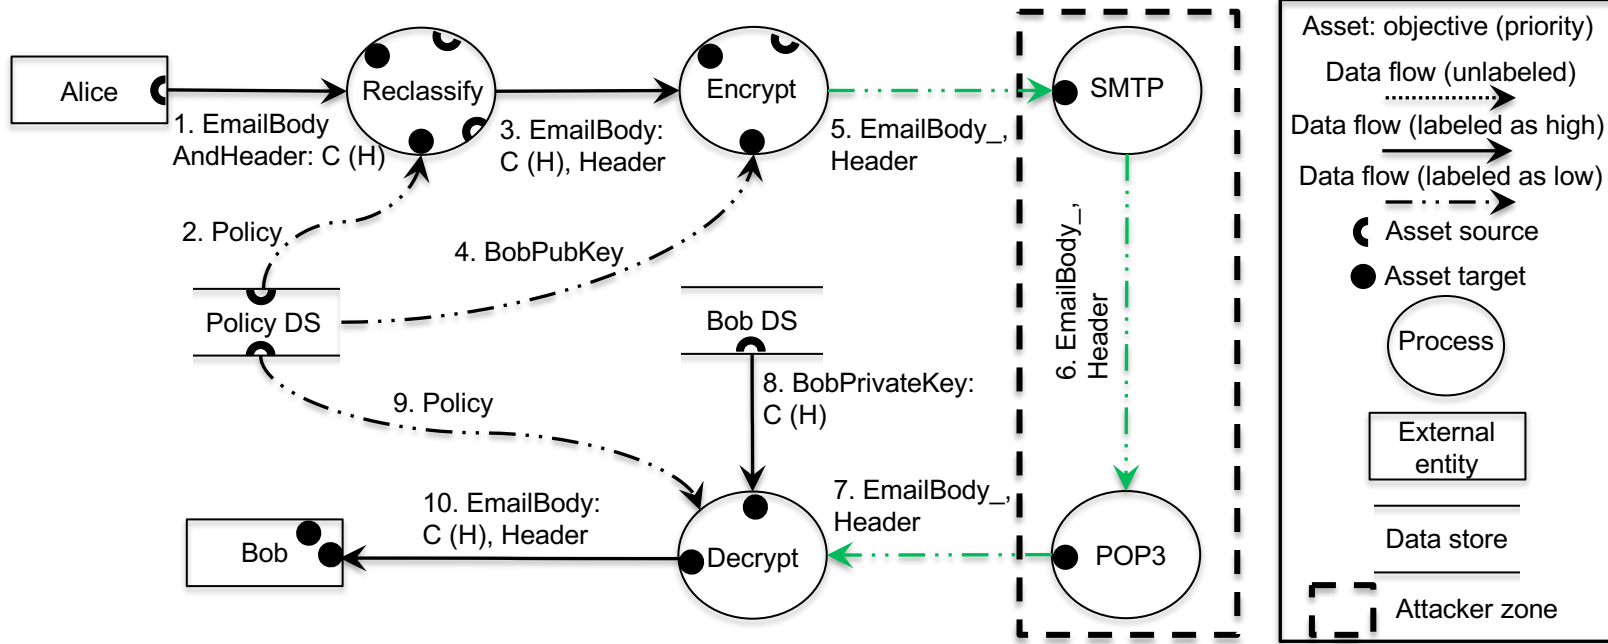 Alice
1. EmailBody
AndHeader: C (H)
Reclassify
3. EmailBody:
C (H), Header
Encrypt
5. EmailBody_,
Header
SMTP
2. Policy
4. BobPubKey
Policy DS
Bob DS
6. EmailBody_,
Header
8. BobPrivateKey:
C (H)
9. Policy
10. EmailBody:
C (H), Header
7. EmailBody_,
Header
Bob
Decrypt
POP3
Asset: objective (priority)
Data flow (unlabeled)
Data flow (labeled as high)
Data flow (labeled as low)
Asset source
Asset target
Process
External
entity
Data store
Attacker zone